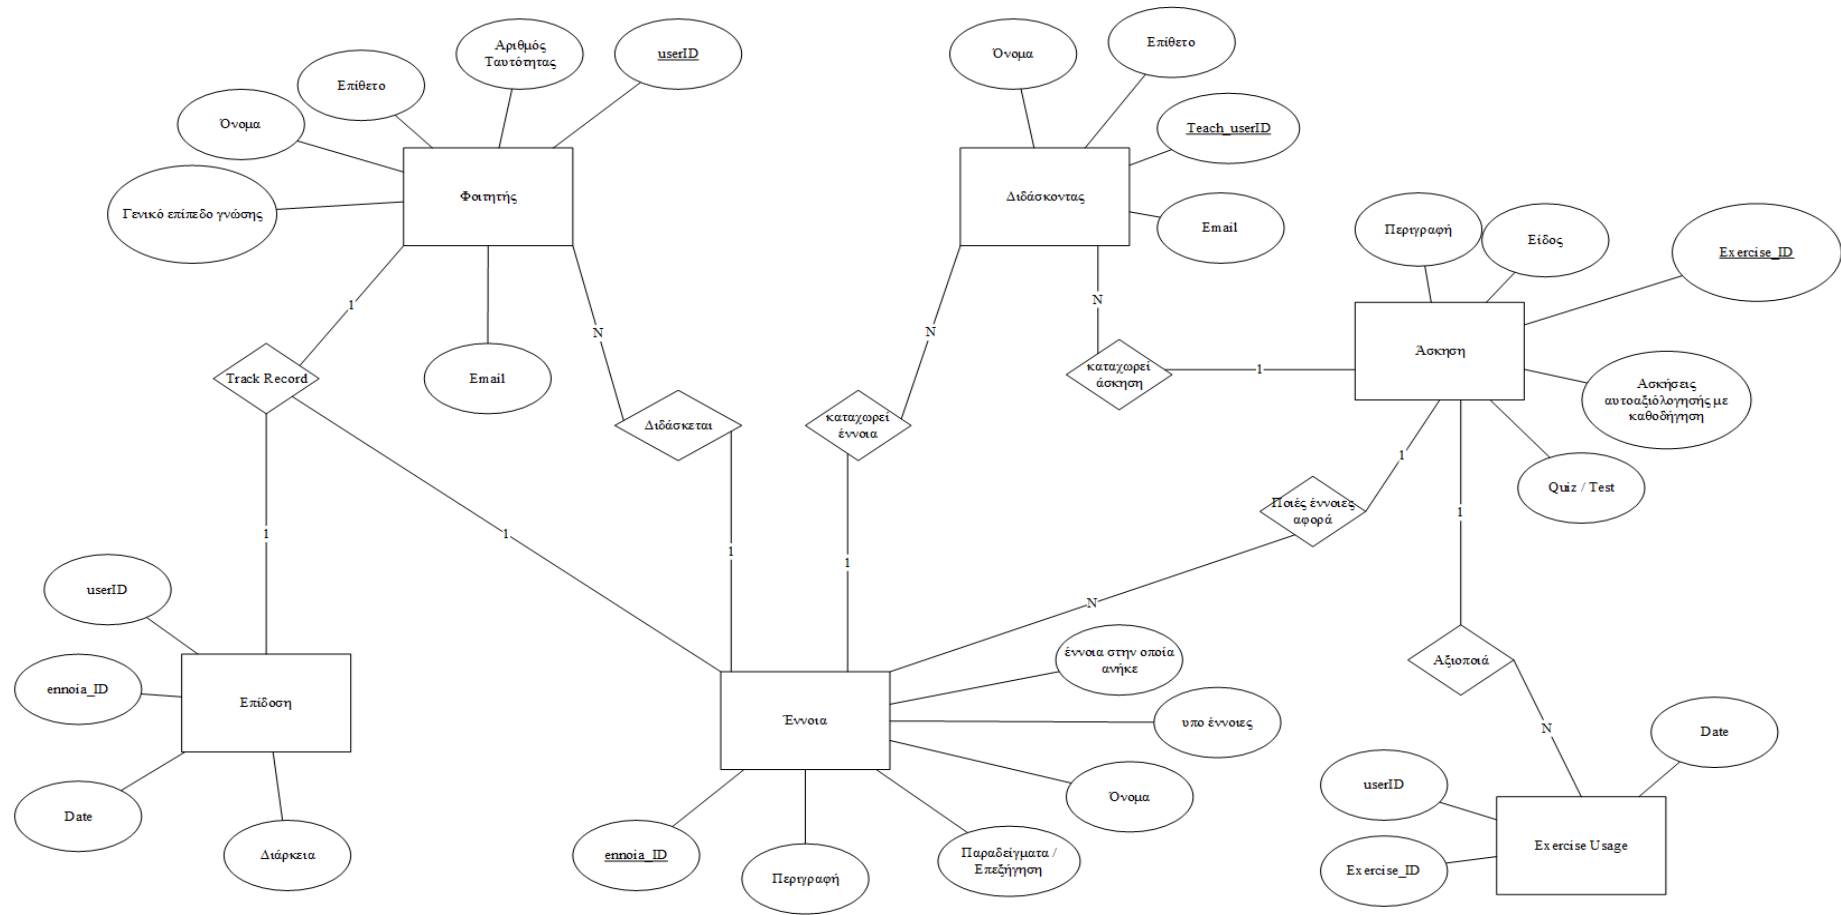 Αριθμός
Ταυτότητας
userID
Επίθετο
Όνομα
Γενικό επίπεδο γνώσης
Φοιτητής
Email
Όνομα
Επίθετο
Teach_userID
Διδάσκοντας
Email
Περιγραφή
Είδος
Exercise_ID
Άσκηση
Ασκήσεις
αυτοαξιόλογησής με
καθοδήγηση
Quiz / Test
1
N
N
N
Track Record
Διδάσκεται
καταχωρεί
έννοια
καταχωρεί
άσκηση
1
1
1
Ποιές έννοιες
αφορά
1
1
1
1
1
N
Αξιοποιά
N
userID
ennoia_ID
Επίδοση
Date
Διάρκεια
έννοια στην οποία
ανήκε
υπο έννοιες
Έννοια
Όνομα
ennoia_ID
Περιγραφή
Παραδείγματα /
Επεξήγηση
Date
userID
Exercise Usage
Exercise_ID